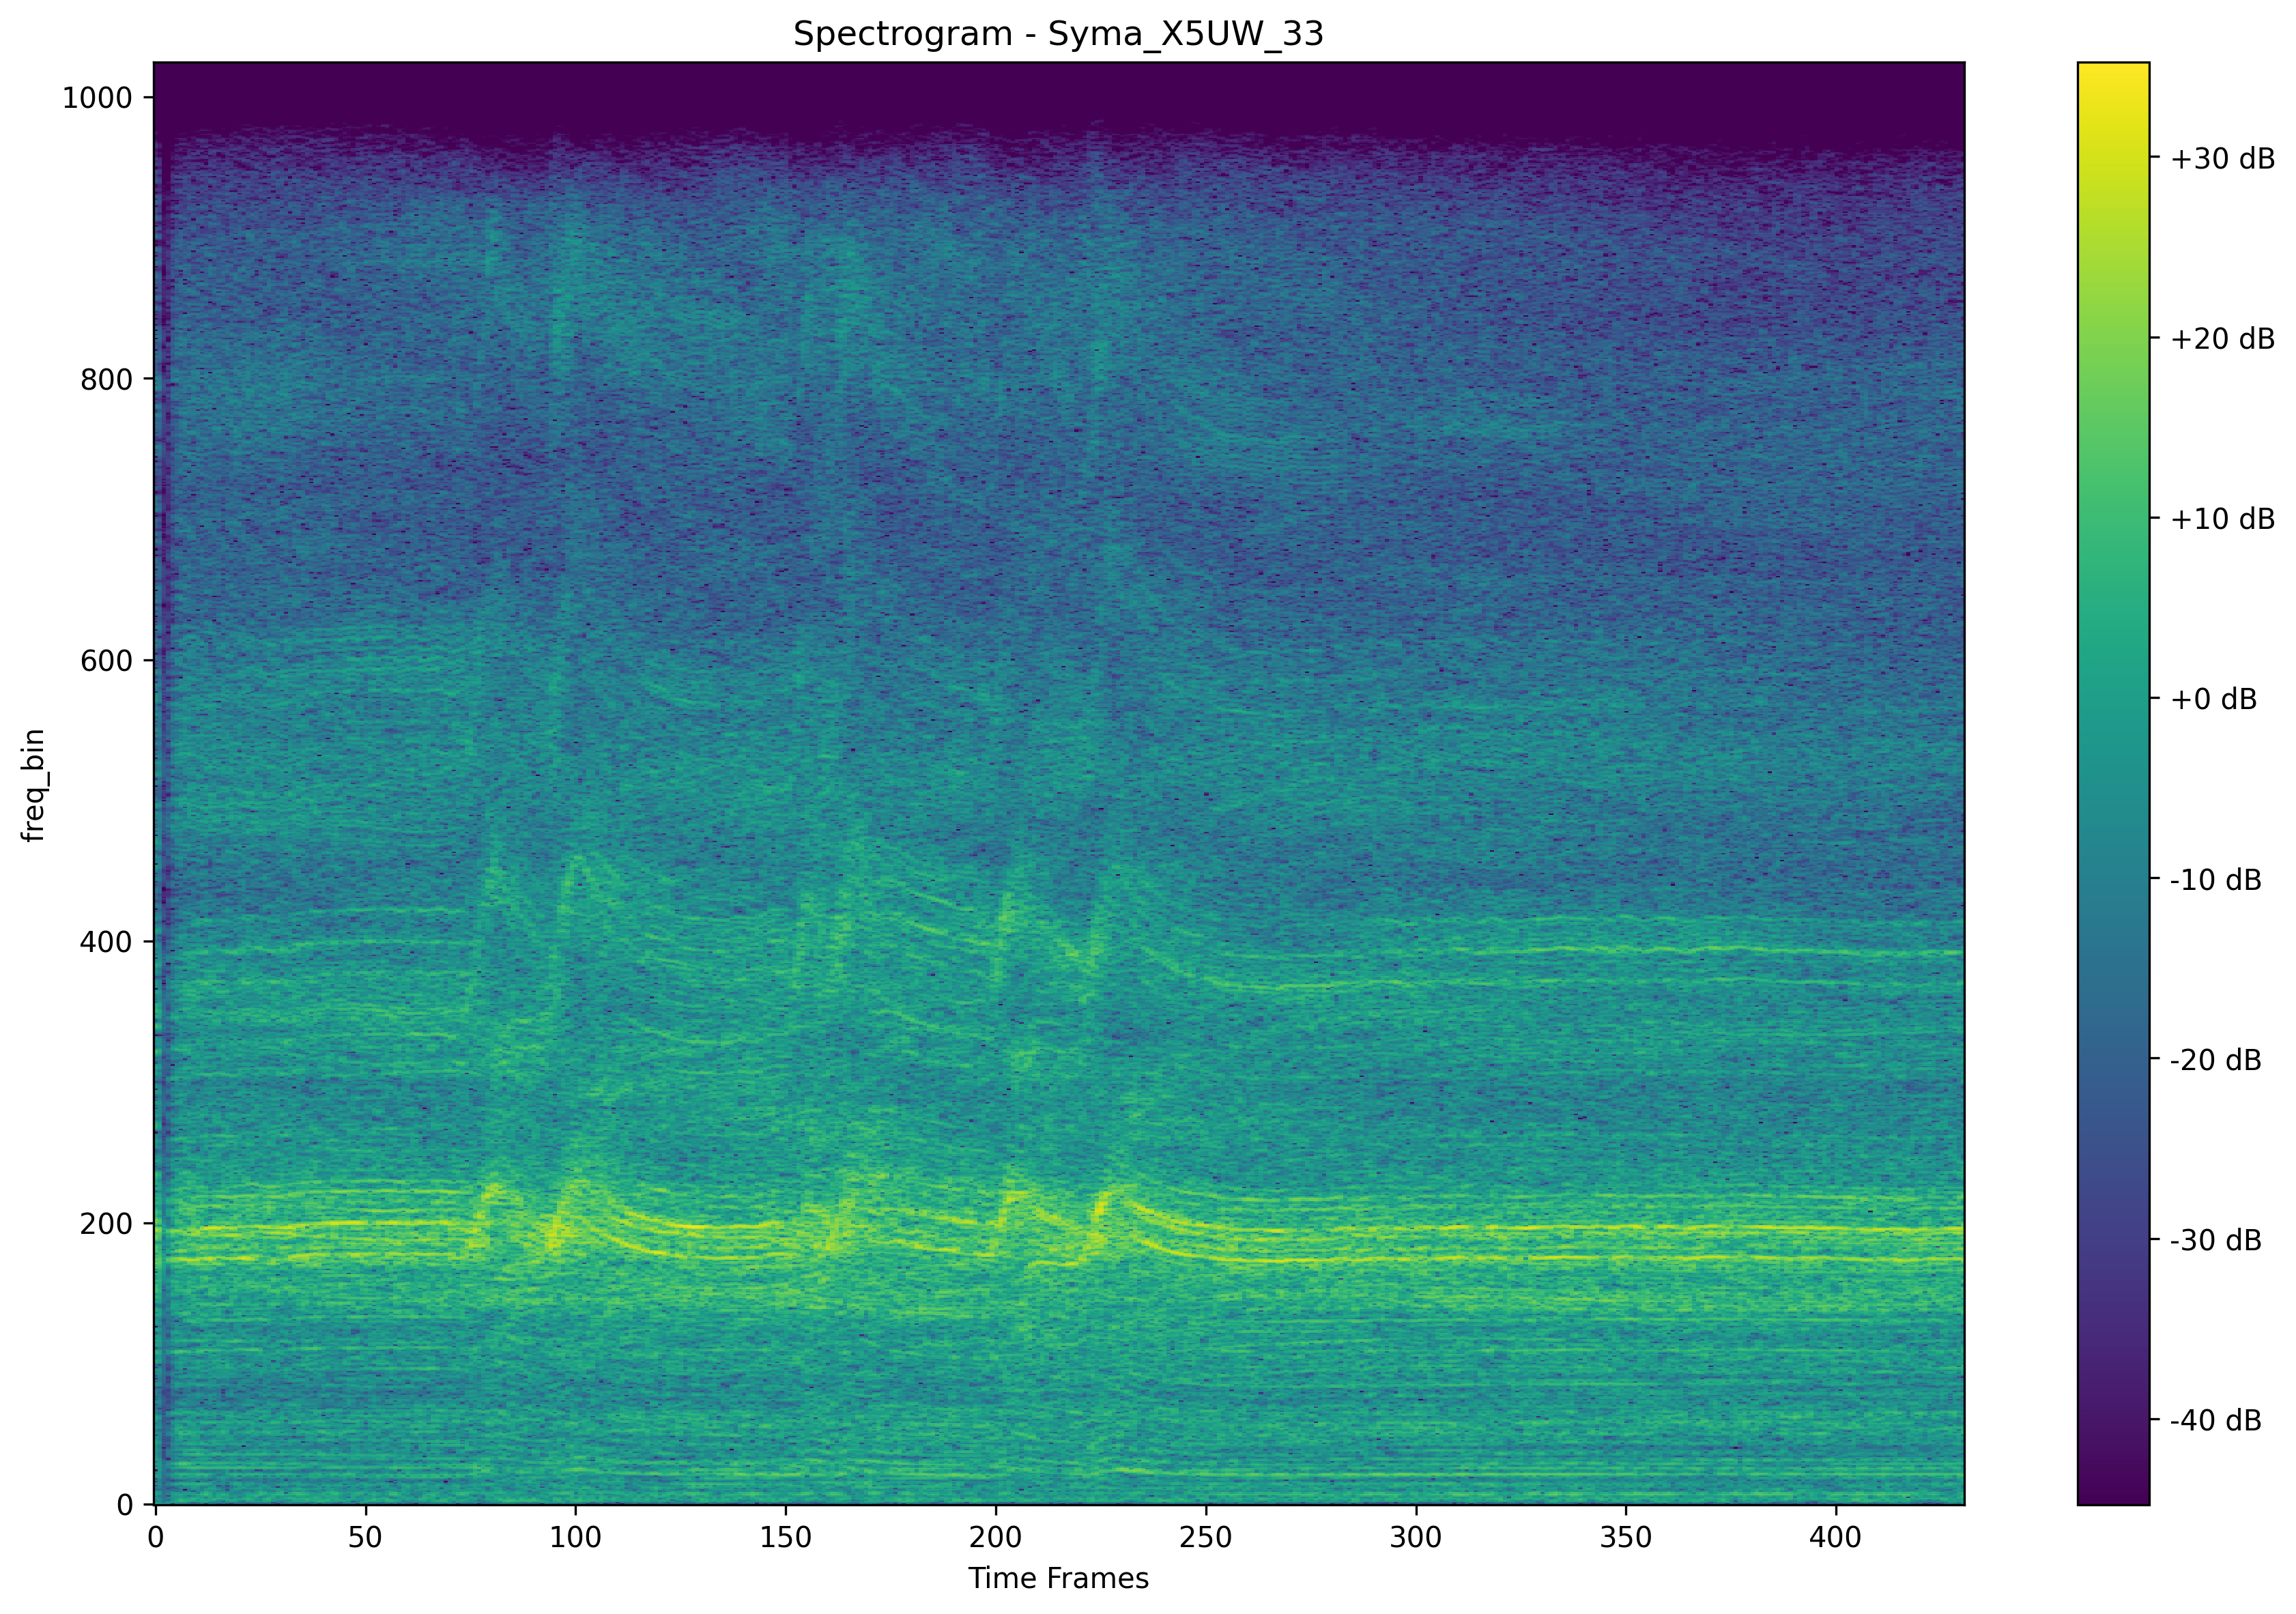 Spectrogram - Syma_X5UW_33
freq_bin
1000
800
600
400
200
0
0 50 100 150 200 250 300 350 400
Time Frames
+30 dB
+20 dB
+10 dB
+0 dB
-10 dB
-20 dB
-30 dB
-40 dB